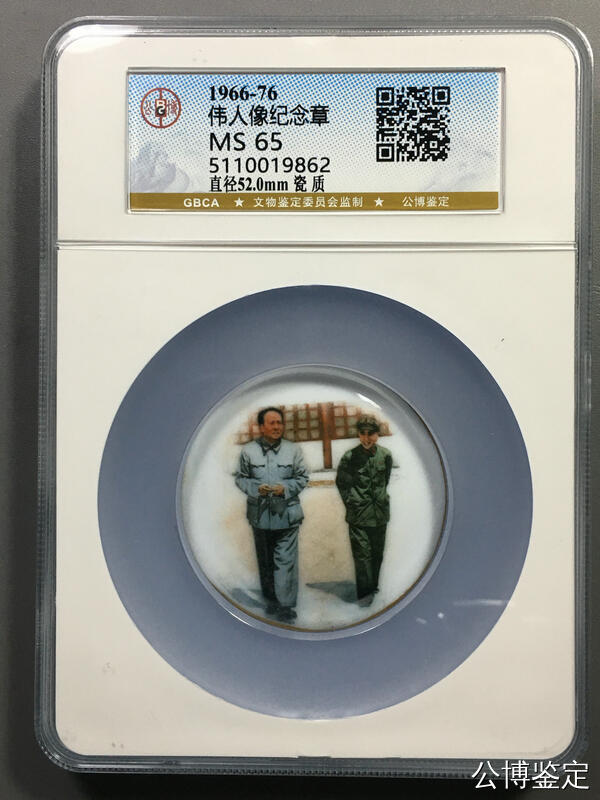 1966-76
伟人像纪念章
MS 65
5110019862
直径52.0mm 瓷 质
GBCA ★ 文物鉴定委员会监制 ★ 公博鉴定
公博鉴定